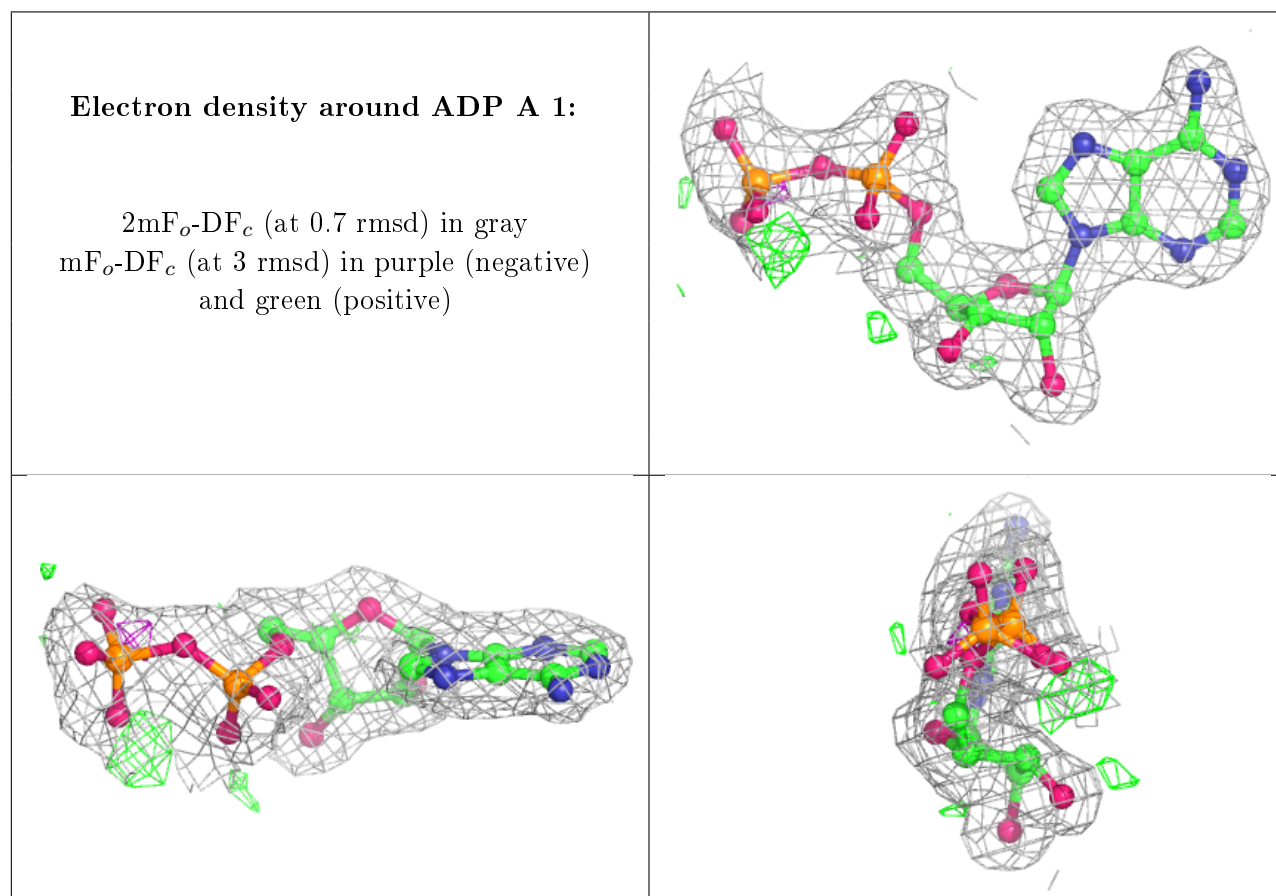 Electron density around ADP A 1:
2mFₒ-DF𝒸 (at 0.7 rmsd) in gray
mFₒ-DF𝒸 (at 3 rmsd) in purple (negative)
and green (positive)